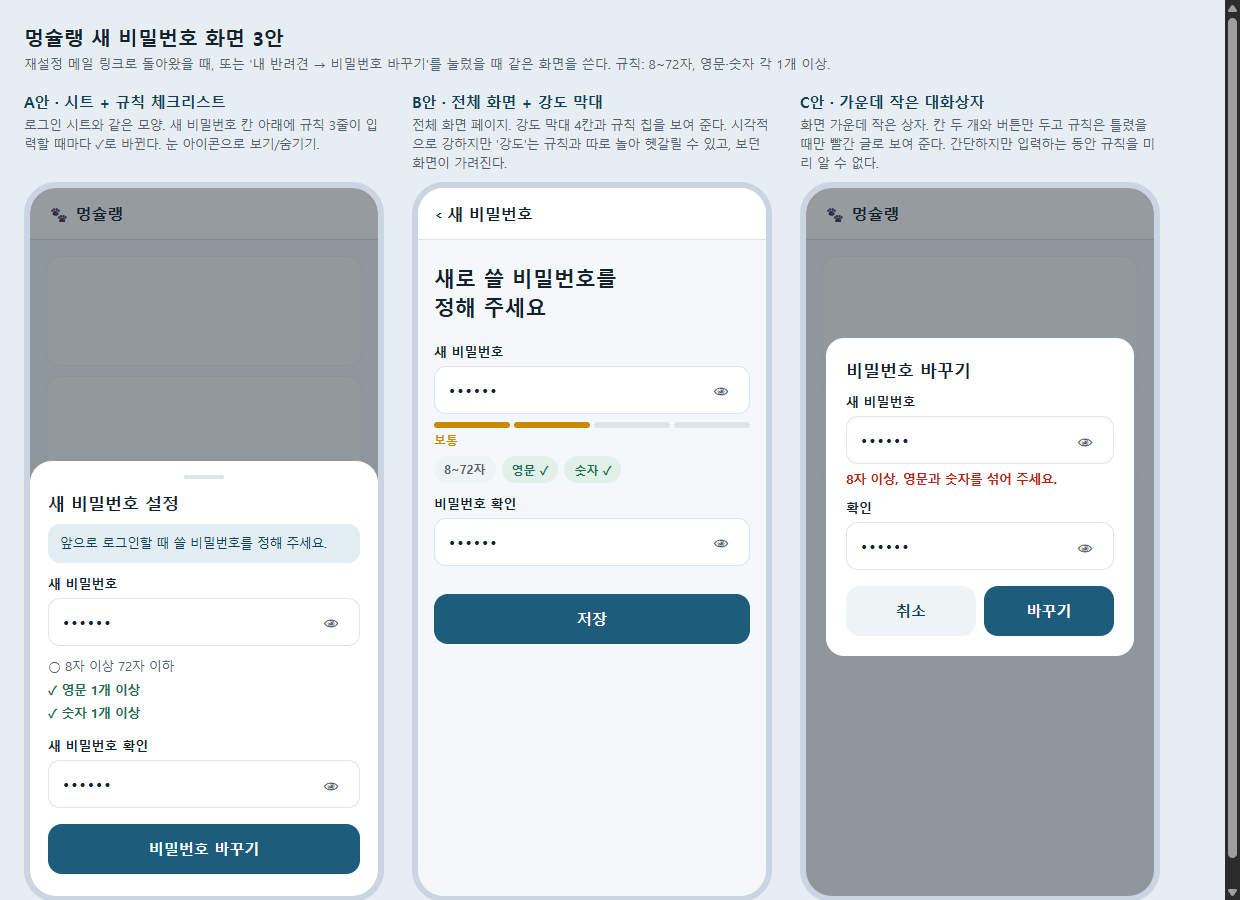 멍슐랭 새 비밀번호 화면 3안
재설정 메일 링크로 돌아왔을 때, 또는 '내 반려견 → 비밀번호 바꾸기'를 눌렀을 때 같은 화면을 쓴다. 규칙: 8~72자, 영문·숫자 각 1개 이상.
A안 · 시트 + 규칙 체크리스트
로그인 시트와 같은 모양. 새 비밀번호 칸 아래에 규칙 3줄이 입
력할 때마다 ✓로 바뀐다. 눈 아이콘으로 보기/숨기기.
멍슐랭
새 비밀번호 설정
앞으로 로그인할 때 쓸 비밀번호를 정해 주세요.
새 비밀번호
••••••
○ 8자 이상 72자 이하
✓ 영문 1개 이상
✓ 숫자 1개 이상
새 비밀번호 확인
••••••
비밀번호 바꾸기
B안 · 전체 화면 + 강도 막대
전체 화면 페이지. 강도 막대 4칸과 규칙 칩을 보여 준다. 시각적
으로 강하지만 '강도'는 규칙과 따로 놀아 헷갈릴 수 있고, 보던
화면이 가려진다.
‹ 새 비밀번호
새로 쓸 비밀번호를
정해 주세요
새 비밀번호
••••••
보통
8~72자 영문 ✓ 숫자 ✓
비밀번호 확인
••••••
저장
C안 · 가운데 작은 대화상자
화면 가운데 작은 상자. 칸 두 개와 버튼만 두고 규칙은 틀렸을
때만 빨간 글로 보여 준다. 간단하지만 입력하는 동안 규칙을 미
리 알 수 없다.
멍슐랭
비밀번호 바꾸기
새 비밀번호
••••••
8자 이상, 영문과 숫자를 섞어 주세요.
확인
••••••
취소 바꾸기